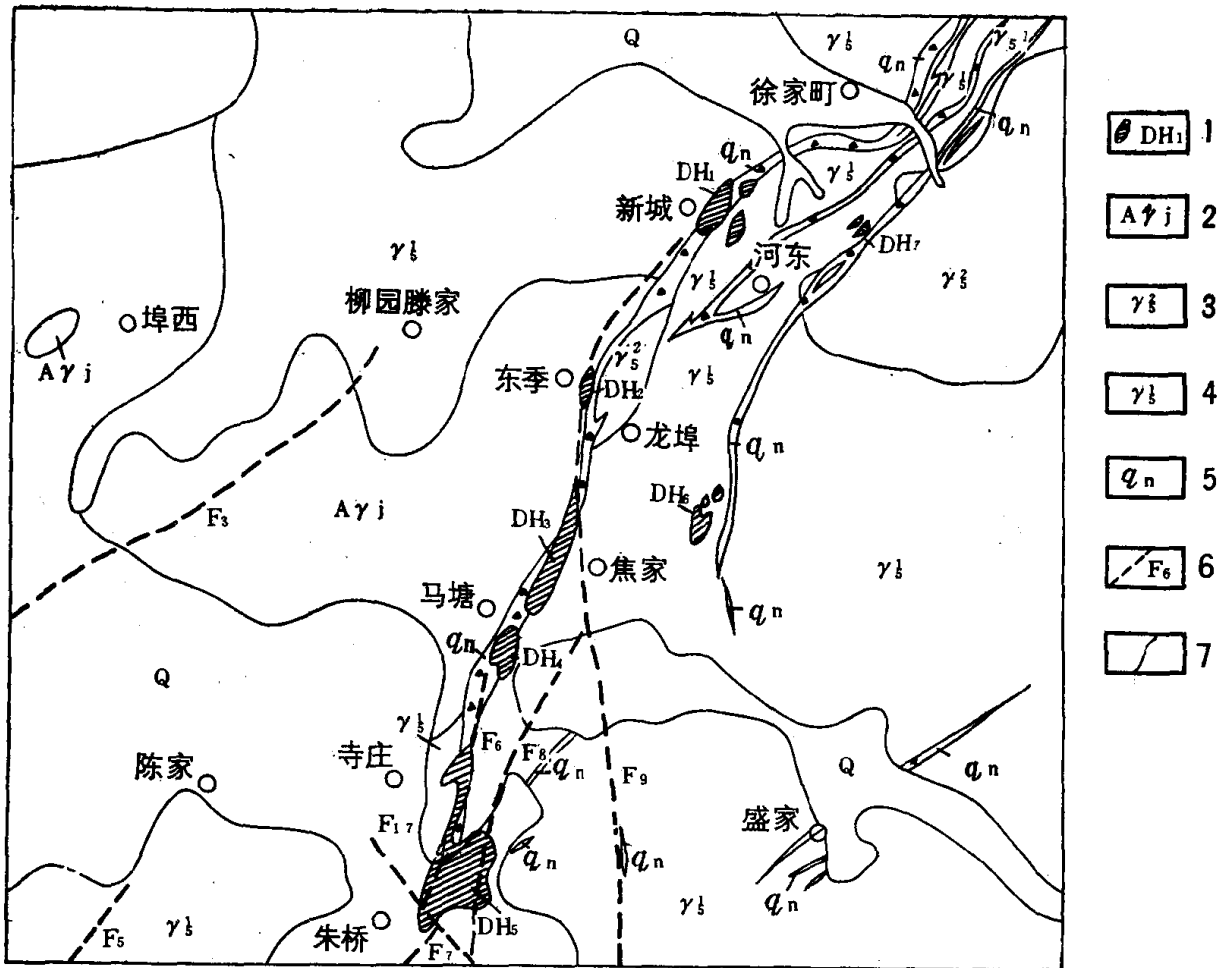 Q
γ₅¹
γ₅¹
qn
γ₅¹
徐家町
qn
DH₁
qn
γ₅¹
新城
DH₇
γ₅¹
河东
γ₅²
γ₅¹
柳园滕家
埠西
qn
Aγj
γ₅²
γ₅¹
东季
DH₂
龙埠
qn
DH₆
F₃
Aγj
DH₃
焦家
γ₅¹
马塘
qn
qn
DH₄
Q
γ₅¹
F₆
F₈
寺庄
qn
F₉
Q
qn
陈家
盛家
F₁₇
qn
qn
qn
γ₅¹
DH₅
F₅
γ₅¹
朱桥
F₇
DH₁ 1
Aγj 2
γ₅² 3
γ₅¹ 4
qn 5
F₆ 6
7